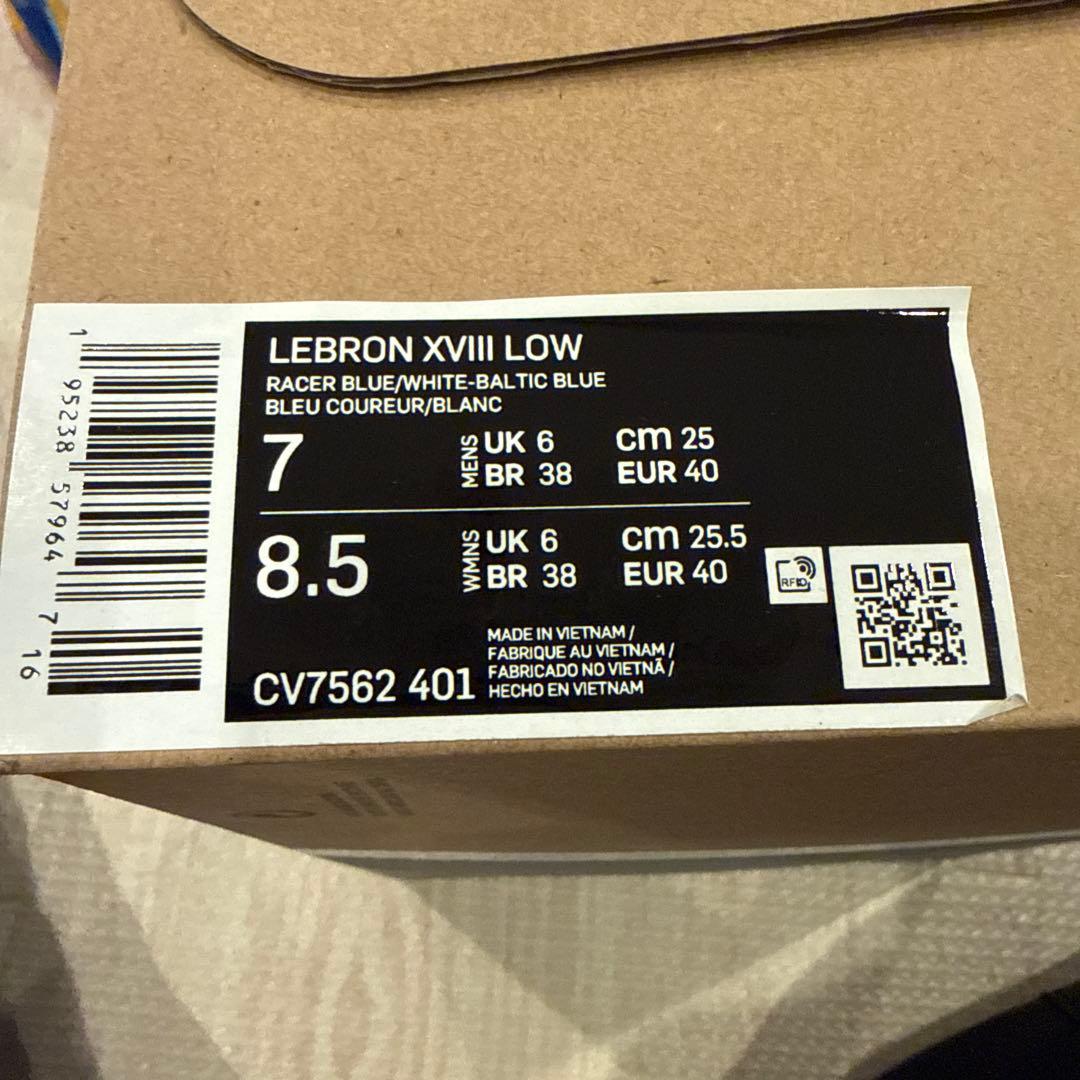 LEBRON XVIII LOW
RACER BLUE/WHITE-BALTIC BLUE
BLEU COUREUR/BLANC
7 MENS UK 6 cm 25
BR 38 EUR 40
8.5 WMNS UK 6 cm 25.5
BR 38 EUR 40
RFID
MADE IN VIETNAM /
FABRIQUE AU VIETNAM /
FABRICADO NO VIETNÃ /
HECHO EN VIETNAM
CV7562 401
1 95238 57964 7 16